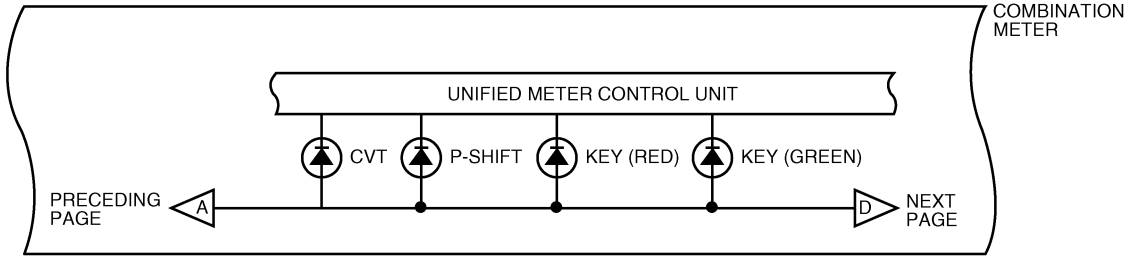 COMBINATION
METER
UNIFIED METER CONTROL UNIT
CVT
P-SHIFT
KEY (RED)
KEY (GREEN)
PRECEDING
PAGE
A
D
NEXT
PAGE